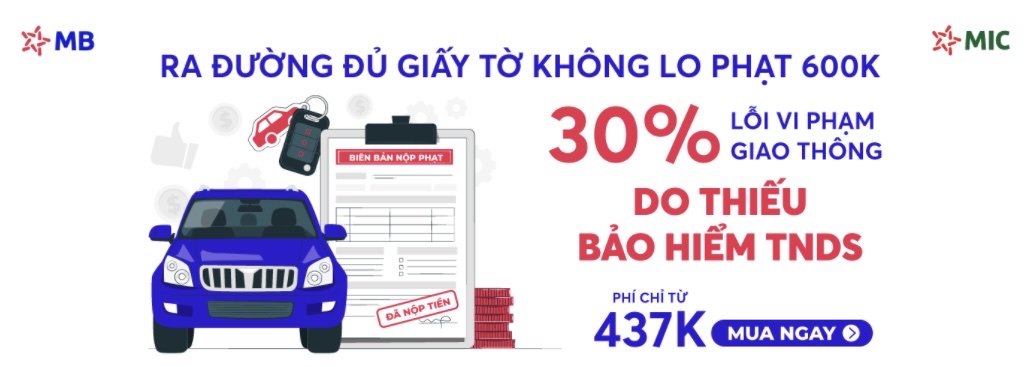 MB
MIC
RA ĐƯỜNG ĐỦ GIẤY TỜ KHÔNG LO PHẠT 600K
BIÊN BẢN NỘP PHẠT
ĐÃ NỘP TIỀN
30% LỖI VI PHẠM
GIAO THÔNG
DO THIẾU
BẢO HIỂM TNDS
PHÍ CHỈ TỪ
437K MUA NGAY